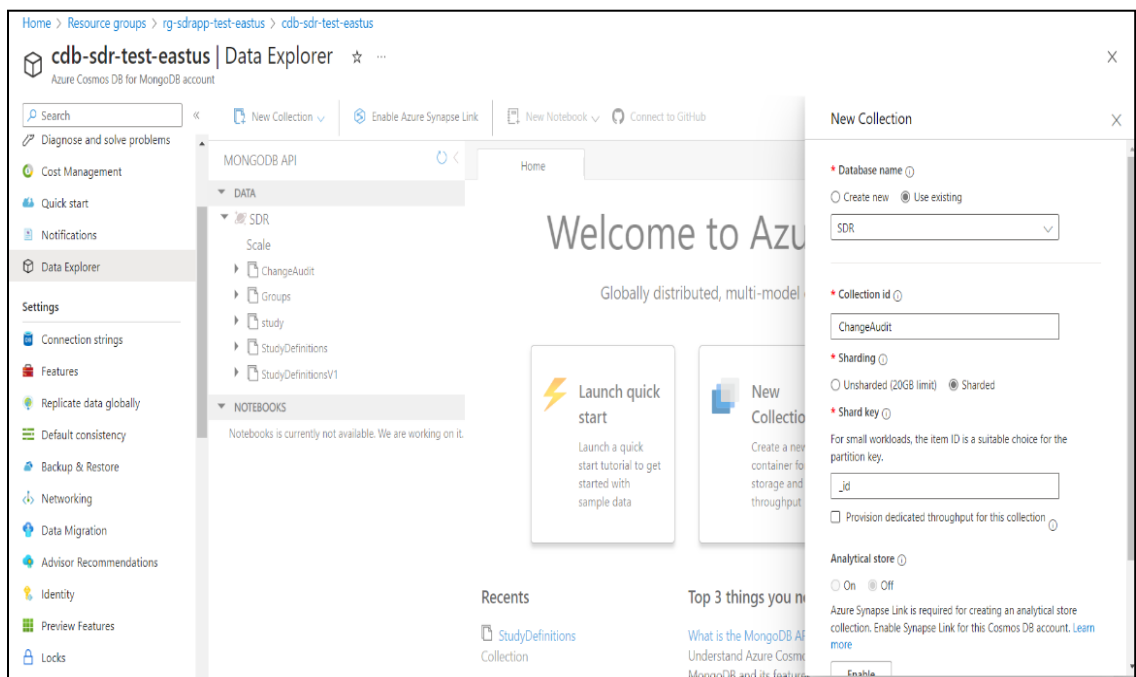 Home > Resource groups > rg-sdrapp-test-eastus > cdb-sdr-test-eastus
cdb-sdr-test-eastus | Data Explorer
Azure Cosmos DB for MongoDB account
Search
Diagnose and solve problems
Cost Management
Quick start
Notifications
Data Explorer
Settings
Connection strings
Features
Replicate data globally
Default consistency
Backup & Restore
Networking
Data Migration
Advisor Recommendations
Identity
Preview Features
Locks
New Collection
Enable Azure Synapse Link
New Notebook
Connect to GitHub
MONGODB API
DATA
SDR
Scale
ChangeAudit
Groups
study
StudyDefinitions
StudyDefinitionsV1
NOTEBOOKS
Notebooks is currently not available. We are working on it.
Home
Welcome to Azu
Globally distributed, multi-model
Launch quick
start
Launch a quick
start tutorial to get
started with
sample data
New
Collectio
Create a new
container fo
storage and
throughput
Recents
StudyDefinitions
Collection
Top 3 things you n
What is the MongoDB AP
Understand Azure Cosmo
MongoDB and its feature
New Collection
* Database name
Create new
Use existing
SDR
* Collection id
ChangeAudit
* Sharding
Unsharded (20GB limit)
Sharded
* Shard key
For small workloads, the item ID is a suitable choice for the
partition key.
_id
Provision dedicated throughput for this collection
Analytical store
On
Off
Azure Synapse Link is required for creating an analytical store
collection. Enable Synapse Link for this Cosmos DB account. Learn
more
Enable